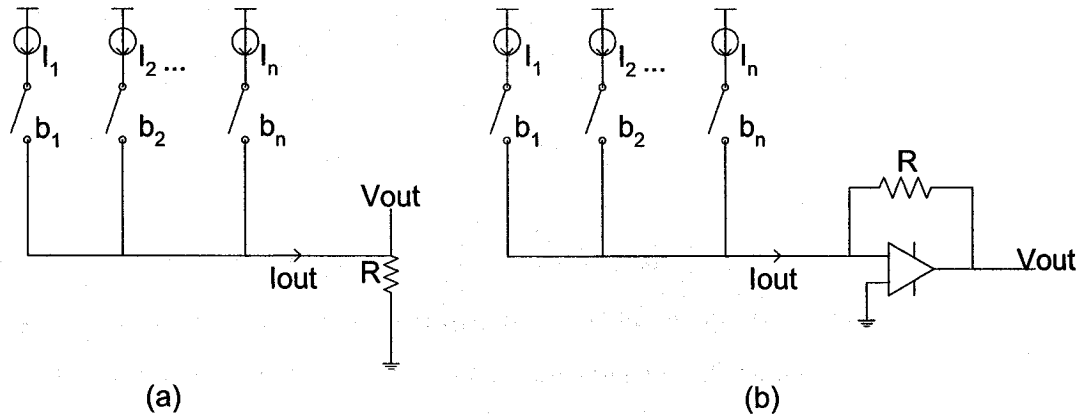 I1 I2 ... In
b1 b2 bn
Vout
Iout R
(a)
I1 I2 ... In
b1 b2 bn
R
Iout Vout
(b)